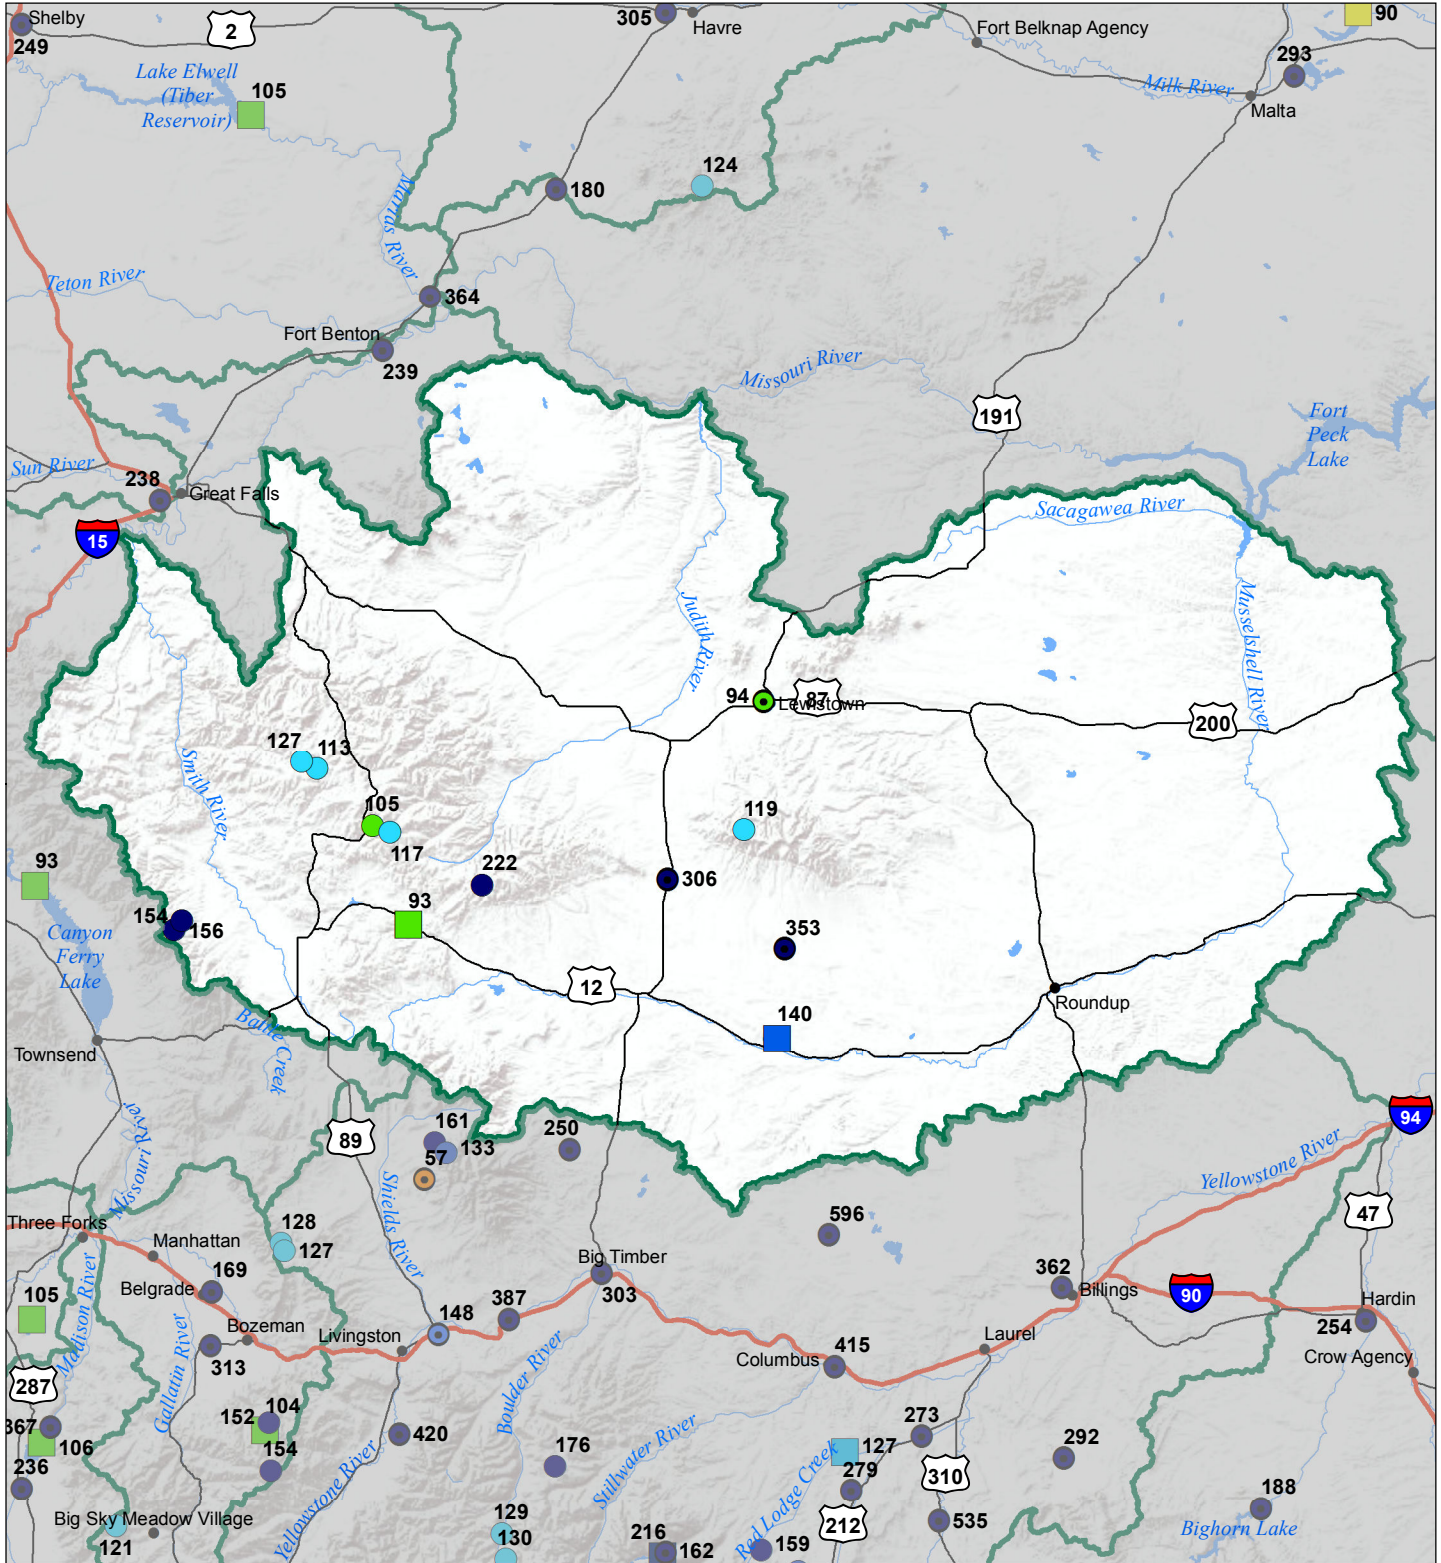 Shelby
249
2
305
Havre
Fort Belknap Agency
90
293
Milk River
Malta
Lake Elwell
(Tiber
Reservoir)
105
124
180
Marias River
Teton River
364
Fort Benton
239
Missouri River
191
Fort
Peck
Lake
Sun River
238
Great Falls
15
Sacagawea River
Judith River
Musselshell River
94
87
Lewistown
200
127
113
Smith River
105
117
119
93
222
306
93
154
156
Canyon
Ferry
Lake
353
12
Roundup
140
Battle Creek
Townsend
Missouri River
89
161
133
57
250
94
Yellowstone River
Shields River
47
Three Forks
128
127
Manhattan
596
Big Timber
303
Belgrade
169
362
Billings
90
Hardin
254
105
Madison River
Bozeman
313
Livingston
148
387
Laurel
Columbus
415
Crow Agency
287
Gallatin River
Boulder River
367
106
152
104
154
420
176
Stillwater River
273
292
Red Lodge Creek
127
279
310
236
Yellowstone River
Big Sky Meadow Village
121
129
130
216
162
159
212
535
188
Bighorn Lake